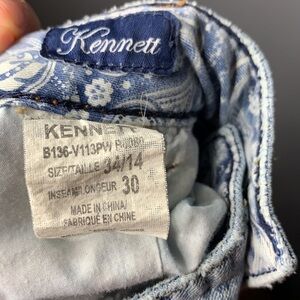 Kennett
KENNETT
B136-V113PW
SIZE/TAILLE 34/14
INSEAM/LONGEUR 30
MADE IN CHINA/
FABRIQUÉ EN CHINE